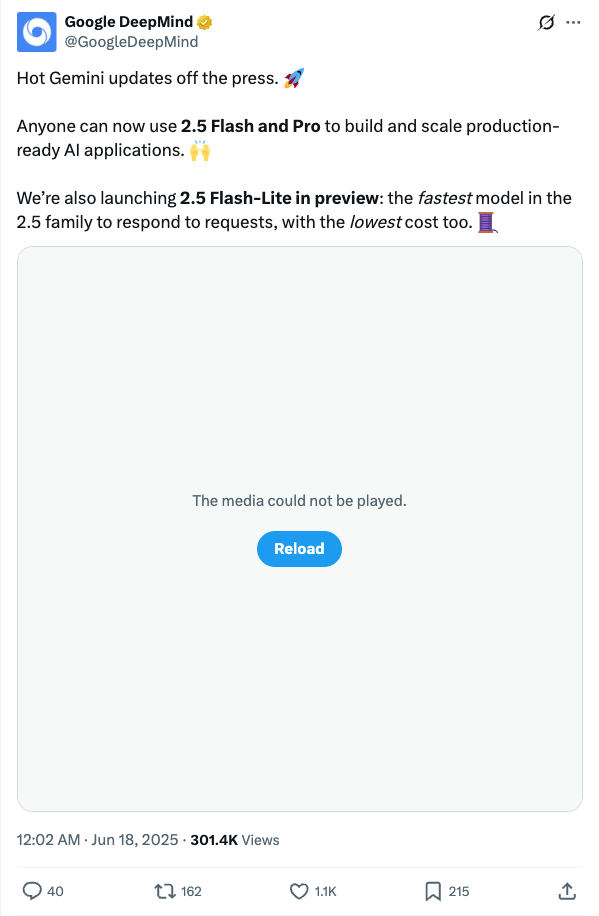 Google DeepMind
@GoogleDeepMind
Hot Gemini updates off the press. 🚀
Anyone can now use 2.5 Flash and Pro to build and scale production-
ready AI applications. 🙌
We’re also launching 2.5 Flash-Lite in preview: the fastest model in the
2.5 family to respond to requests, with the lowest cost too. 🧵
The media could not be played.
Reload
12:02 AM · Jun 18, 2025 · 301.4K Views
40 162 1.1K 215